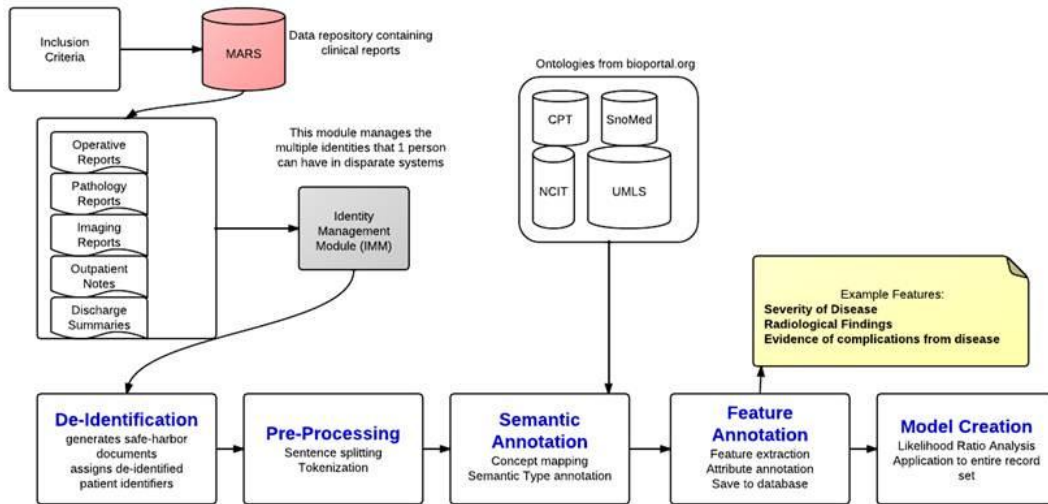 Inclusion
Criteria
MARS
Data repository containing
clinical reports
Ontologies from bioportal.org
CPT
SnoMed
NCIT
UMLS
Operative
Reports
Pathology
Reports
Imaging
Reports
Outpatient
Notes
Discharge
Summaries
This module manages the
multiple identities that 1 person
can have in disparate systems
Identity
Management
Module (IMM)
Example Features:
Severity of Disease
Radiological Findings
Evidence of complications from disease
De-Identification
generates safe-harbor
documents
assigns de-identified
patient identifiers
Pre-Processing
Sentence splitting
Tokenization
Semantic
Annotation
Concept mapping
Semantic Type annotation
Feature
Annotation
Feature extraction
Attribute annotation
Save to database
Model Creation
Likelihood Ratio Analysis
Application to entire record
set